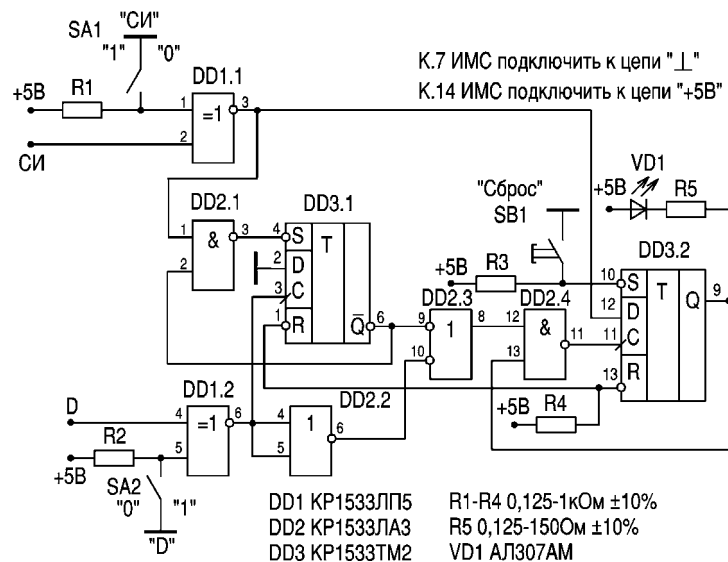 "СИ"
SA1
"1" "0"
К.7 ИМС подключить к цепи "⊥"
R1 DD1.1
К.14 ИМС подключить к цепи "+5В"
+5В
1 =1 3
2
СИ
VD1
DD2.1 "Сброс" +5В R5
DD3.1 SB1
1 & 3 4 S T
2 2 D
3 C
1 R Q̅ 6
+5В R3
DD3.2
10 S T Q 9
12 D
11 C
13 R
DD2.3 DD2.4
9 1 8 12 & 11
10 13
D DD1.2 DD2.2
4 =1 6 4 1 6
5 5
+5В R4
R2
+5В
SA2
"0" "1"
"D"
DD1 КР1533ЛП5 R1-R4 0,125-1кОм ±10%
DD2 КР1533ЛА3 R5 0,125-150Ом ±10%
DD3 КР1533ТМ2 VD1 АЛ307АМ